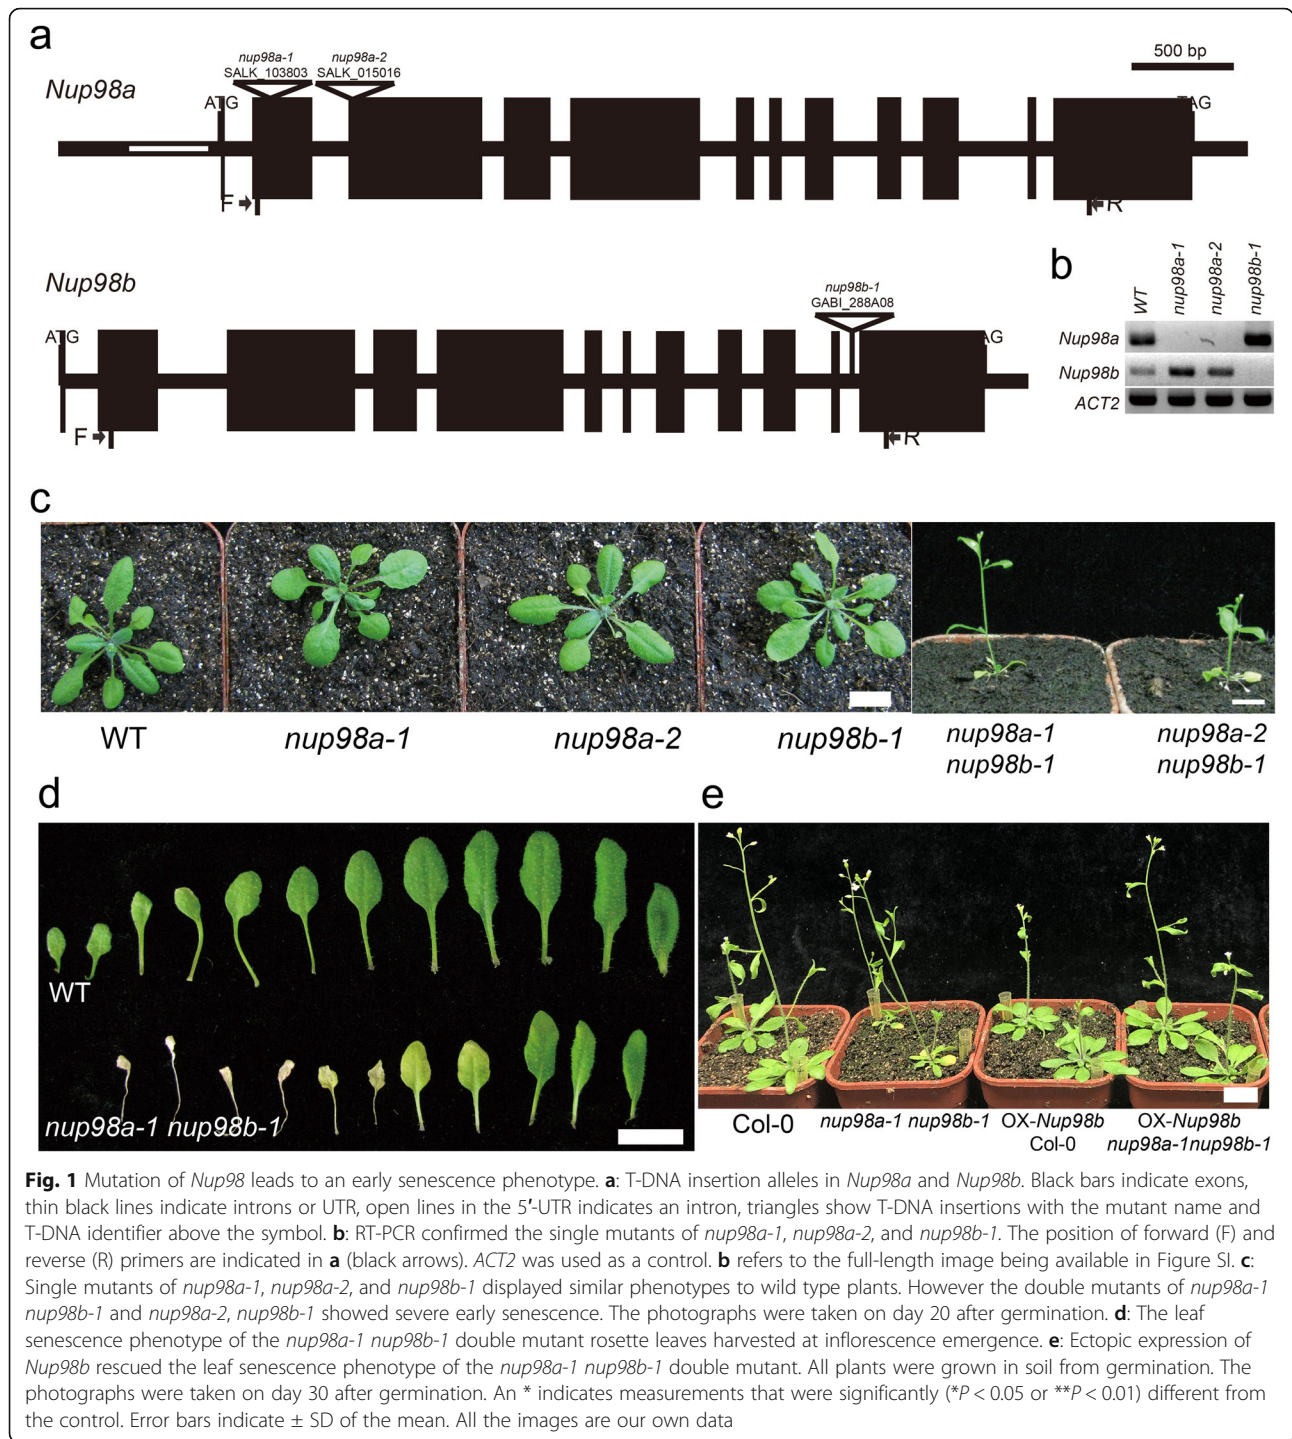 a
nup98a-1
nup98a-2
SALK_103803
SALK_015016
500 bp
Nup98a
ATG
TAG
F
R
Nup98b
nup98b-1
GABI_288A08
ATG
AG
F
R
b
WT
nup98a-1
nup98a-2
nup98b-1
Nup98a
Nup98b
ACT2
c
WT
nup98a-1
nup98a-2
nup98b-1
nup98a-1
nup98b-1
nup98a-2
nup98b-1
d
WT
nup98a-1 nup98b-1
e
Col-0
nup98a-1 nup98b-1
OX-Nup98b
Col-0
OX-Nup98b
nup98a-1nup98b-1
Fig. 1 Mutation of Nup98 leads to an early senescence phenotype. a: T-DNA insertion alleles in Nup98a and Nup98b. Black bars indicate exons,
thin black lines indicate introns or UTR, open lines in the 5′-UTR indicates an intron, triangles show T-DNA insertions with the mutant name and
T-DNA identifier above the symbol. b: RT-PCR confirmed the single mutants of nup98a-1, nup98a-2, and nup98b-1. The position of forward (F) and
reverse (R) primers are indicated in a (black arrows). ACT2 was used as a control. b refers to the full-length image being available in Figure SI. c:
Single mutants of nup98a-1, nup98a-2, and nup98b-1 displayed similar phenotypes to wild type plants. However the double mutants of nup98a-1
nup98b-1 and nup98a-2, nup98b-1 showed severe early senescence. The photographs were taken on day 20 after germination. d: The leaf
senescence phenotype of the nup98a-1 nup98b-1 double mutant rosette leaves harvested at inflorescence emergence. e: Ectopic expression of
Nup98b rescued the leaf senescence phenotype of the nup98a-1 nup98b-1 double mutant. All plants were grown in soil from germination. The
photographs were taken on day 30 after germination. An * indicates measurements that were significantly (*P < 0.05 or **P < 0.01) different from
the control. Error bars indicate ± SD of the mean. All the images are our own data